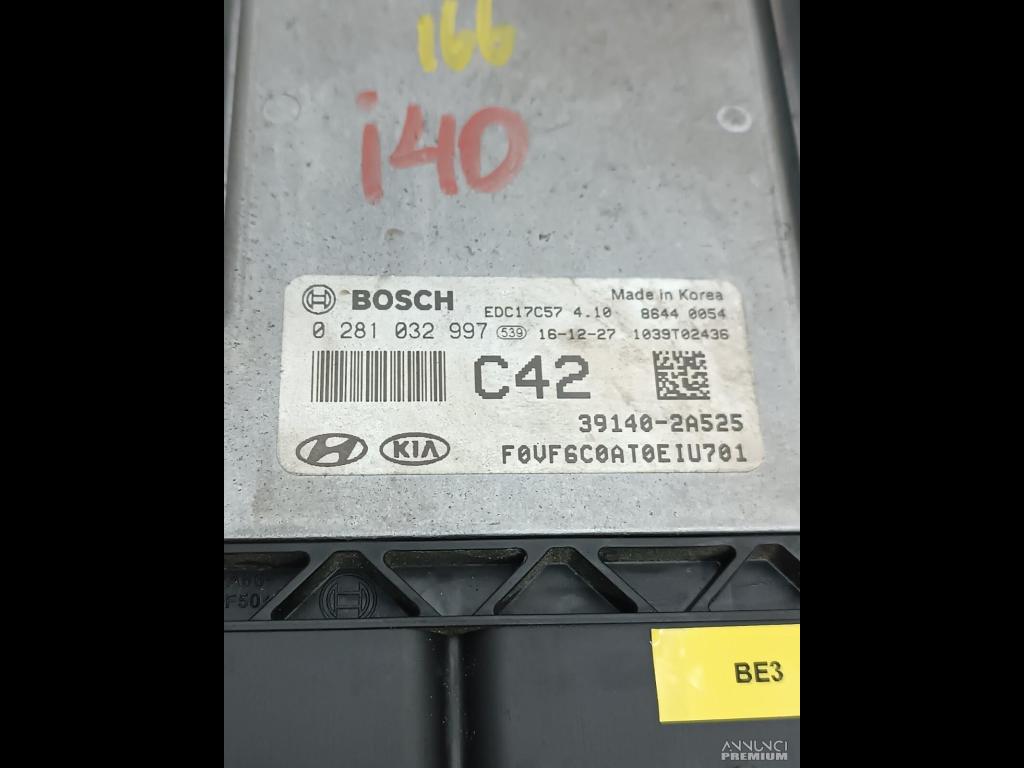 166
i40
BOSCH EDC17C57 4.10 Made in Korea 8644 0054
0 281 032 997 539 16-12-27 1039T02436
C42
39140-2A525
KIA F0VF6C0AT0EIU701
F50
BE3
ANNUNCI
PREMIUM